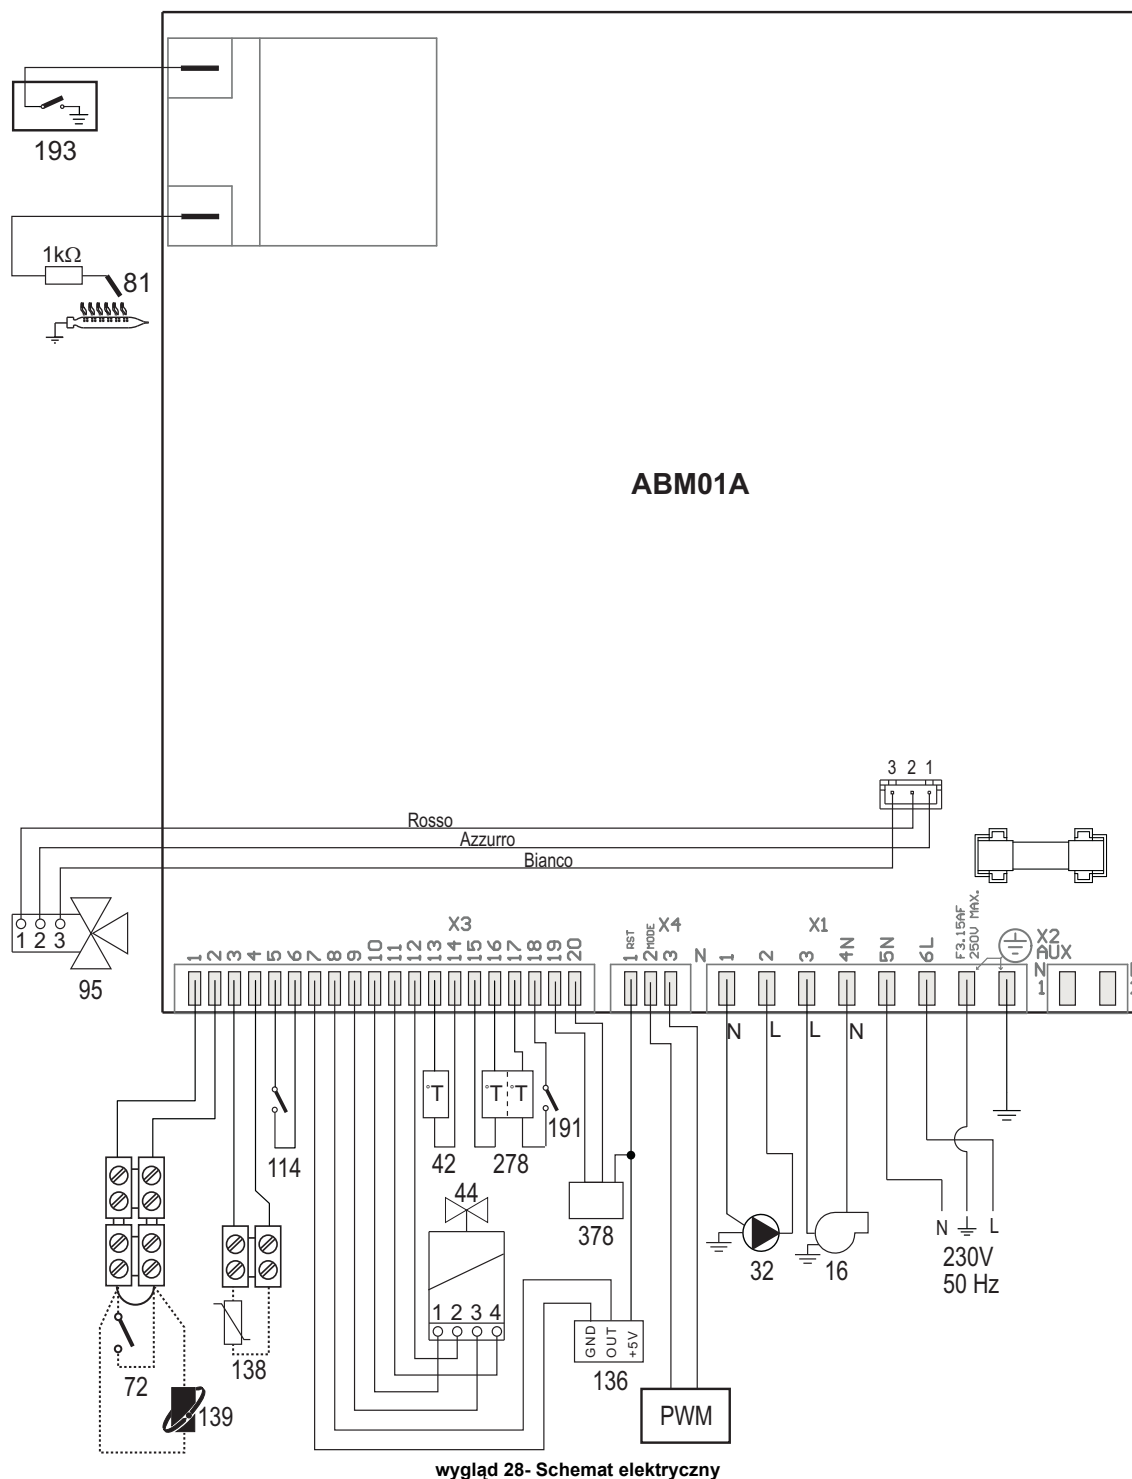 193
1kΩ
81
ABM01A
3 2 1
Rosso
Azzurro
Bianco
1 2 3
95
X3
1 2 3 4 5 6 7 8 9 10 11 12 13 14 15 16 17 18 19 20
X4
1 RST
2 MODE
3
N
X1
1 2 3 4N 5N 6L
F3.15AF
250V MAX.
X2
AUX
N
1
N L L N
°T
°T °T
114
42
278
191
44
378
N L
230V
50 Hz
32
16
1 2 3 4
GND
OUT
+5V
136
138
72
139
PWM
wygląd 28- Schemat elektryczny